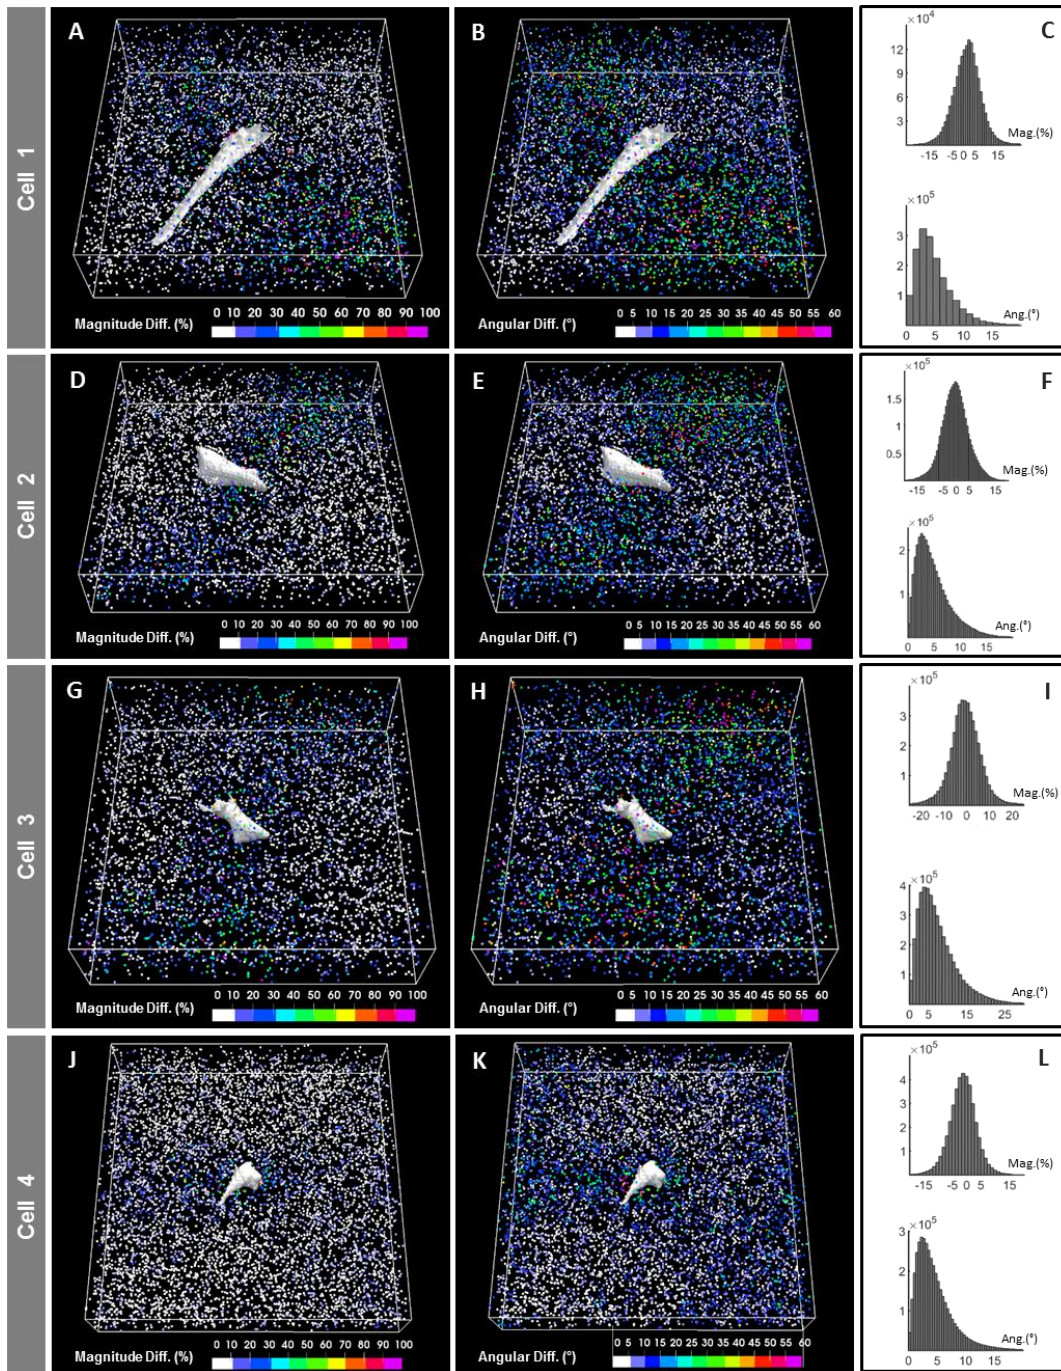 Cell 1
A
0 10 20 30 40 50 60 70 80 90 100
Magnitude Diff. (%)
B
0 5 10 15 20 25 30 35 40 45 50 55 60
Angular Diff. (°)
C
×10⁴
12
9
6
3
Mag.(%)
-15 -5 0 5 15
×10⁵
3
2
1
Ang.(°)
0 5 10 15
Cell 2
D
0 10 20 30 40 50 60 70 80 90 100
Magnitude Diff. (%)
E
0 5 10 15 20 25 30 35 40 45 50 55 60
Angular Diff. (°)
F
×10⁵
1.5
1
0.5
Mag.(%)
-15 -5 0 5 15
×10⁵
2
1
Ang.(°)
0 5 10 15
Cell 3
G
0 10 20 30 40 50 60 70 80 90 100
Magnitude Diff. (%)
H
0 5 10 15 20 25 30 35 40 45 50 55 60
Angular Diff. (°)
I
×10⁵
3
2
1
Mag.(%)
-20 -10 0 10 20
×10⁵
4
3
2
1
Ang.(°)
0 5 15 25
Cell 4
J
0 10 20 30 40 50 60 70 80 90 100
Magnitude Diff. (%)
K
0 5 10 15 20 25 30 35 40 45 50 55 60
Angular Diff. (°)
L
×10⁵
4
3
2
1
Mag.(%)
-15 -5 0 5 15
×10⁵
3
2
1
Ang.(°)
0 5 10 15